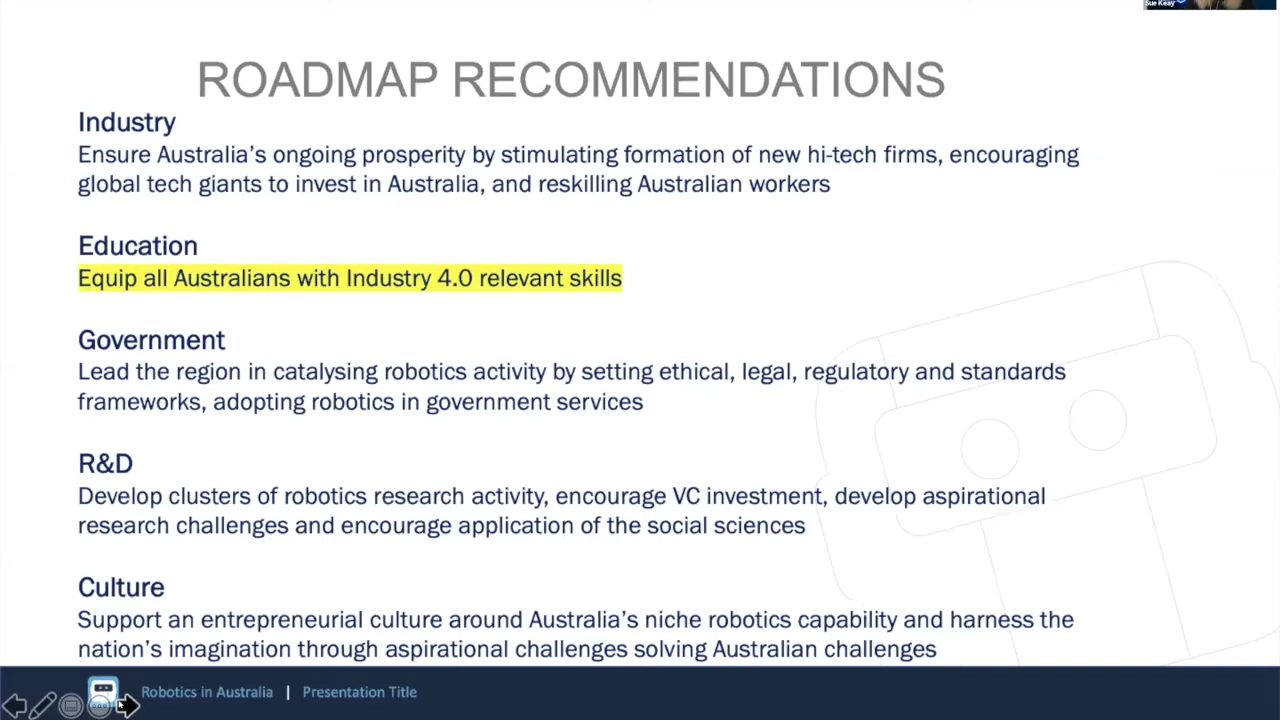 Sue Keay
ROADMAP RECOMMENDATIONS
Industry
Ensure Australia’s ongoing prosperity by stimulating formation of new hi-tech firms, encouraging
global tech giants to invest in Australia, and reskilling Australian workers
Education
Equip all Australians with Industry 4.0 relevant skills
Government
Lead the region in catalysing robotics activity by setting ethical, legal, regulatory and standards
frameworks, adopting robotics in government services
R&D
Develop clusters of robotics research activity, encourage VC investment, develop aspirational
research challenges and encourage application of the social sciences
Culture
Support an entrepreneurial culture around Australia’s niche robotics capability and harness the
nation’s imagination through aspirational challenges solving Australian challenges
Robotics in Australia | Presentation Title